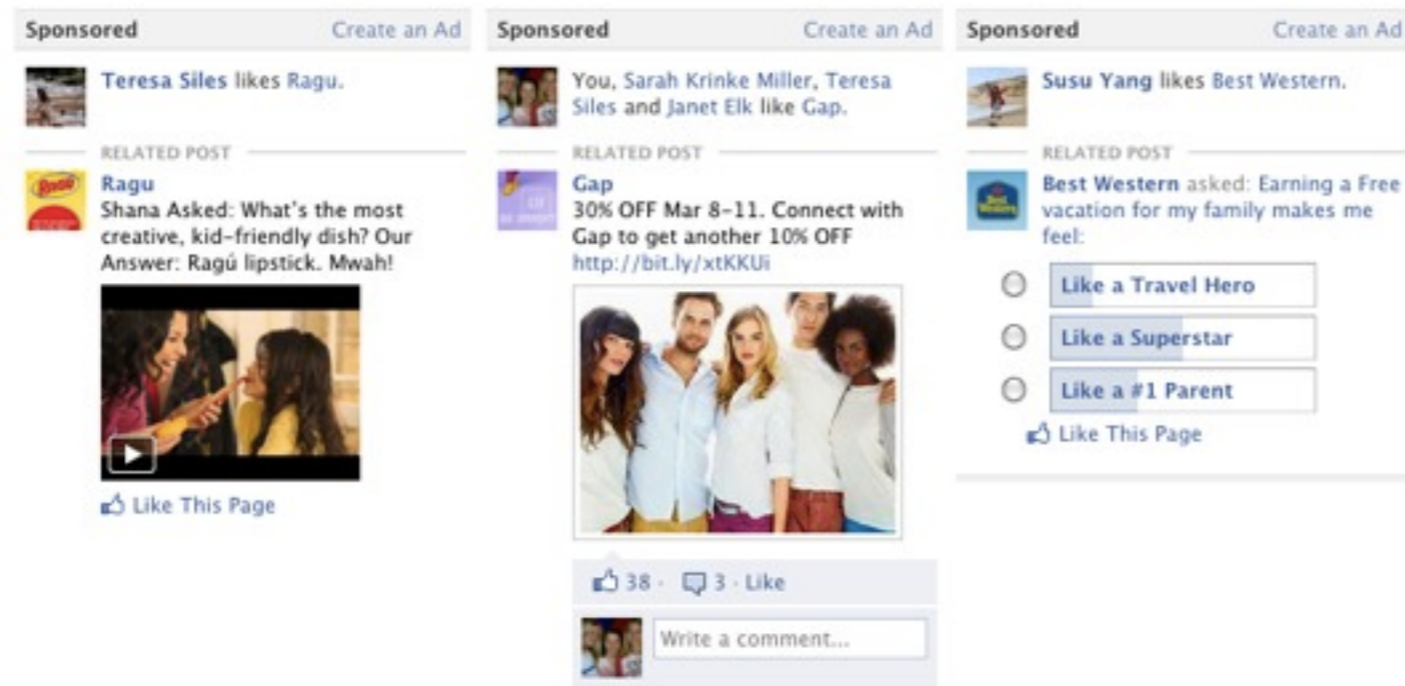 Sponsored Create an Ad
Teresa Siles likes Ragu.
RELATED POST
Ragú
Ragu
Shana Asked: What's the most
creative, kid-friendly dish? Our
Answer: Ragú lipstick. Mwah!
Like This Page
Sponsored Create an Ad
You, Sarah Krinke Miller, Teresa
Siles and Janet Elk like Gap.
RELATED POST
Gap
30% OFF Mar 8-11. Connect with
Gap to get another 10% OFF
http://bit.ly/xtKKUi
38 · 3 · Like
Write a comment...
Sponsored Create an Ad
Susu Yang likes Best Western.
RELATED POST
Best
Western
Best Western asked: Earning a Free
vacation for my family makes me
feel:
Like a Travel Hero
Like a Superstar
Like a #1 Parent
Like This Page